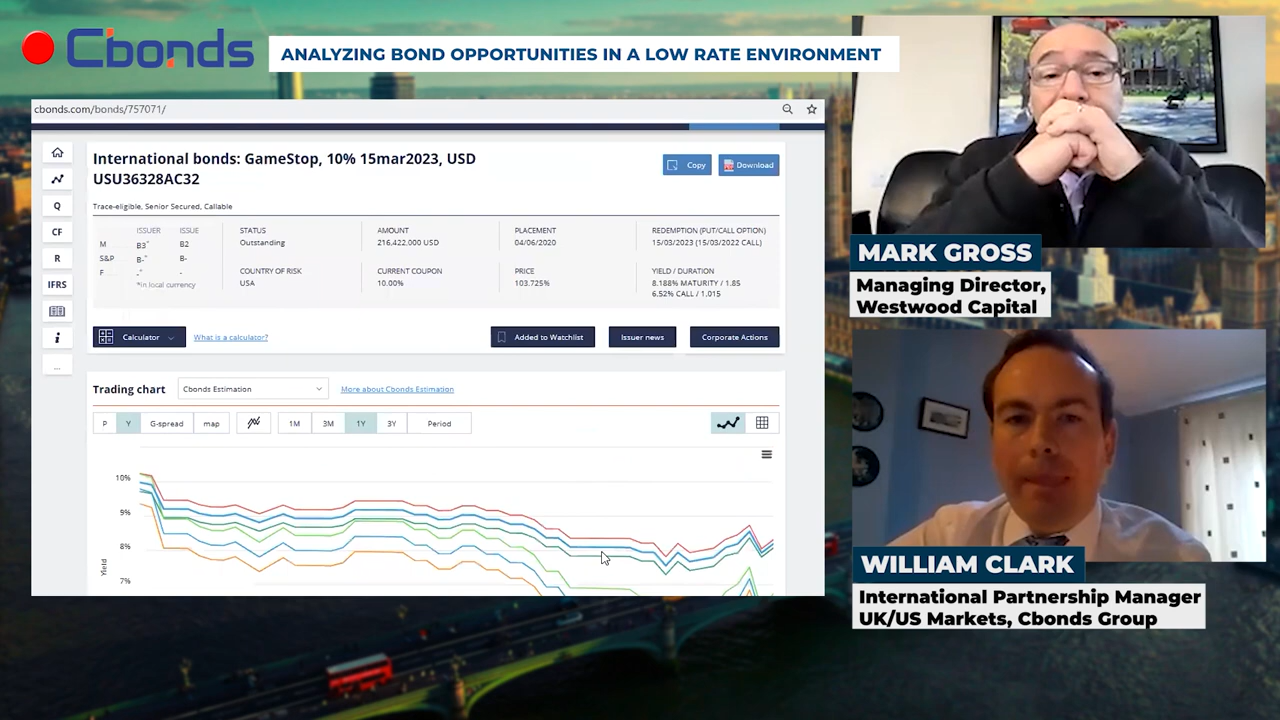 Cbonds
ANALYZING BOND OPPORTUNITIES IN A LOW RATE ENVIRONMENT
cbonds.com/bonds/757071/
International bonds: GameStop, 10% 15mar2023, USD
USU36328AC32
Copy
Download
Trace-eligible, Senior Secured, Callable
ISSUER ISSUE
M B3* B2
S&P B-* B-
F -* -
*in local currency
STATUS
Outstanding
COUNTRY OF RISK
USA
AMOUNT
216,422,000 USD
CURRENT COUPON
10.00%
PLACEMENT
04/06/2020
PRICE
103.725%
REDEMPTION (PUT/CALL OPTION)
15/03/2023 (15/03/2022 CALL)
YIELD / DURATION
8.188% MATURITY / 1.85
6.52% CALL / 1.015
Q
CF
R
IFRS
i
...
Calculator
What is a calculator?
Added to Watchlist
Issuer news
Corporate Actions
Trading chart
Cbonds Estimation
More about Cbonds Estimation
P Y G-spread map 1M 3M 1Y 3Y Period
10%
9%
8%
7%
Yield
MARK GROSS
Managing Director,
Westwood Capital
WILLIAM CLARK
International Partnership Manager
UK/US Markets, Cbonds Group